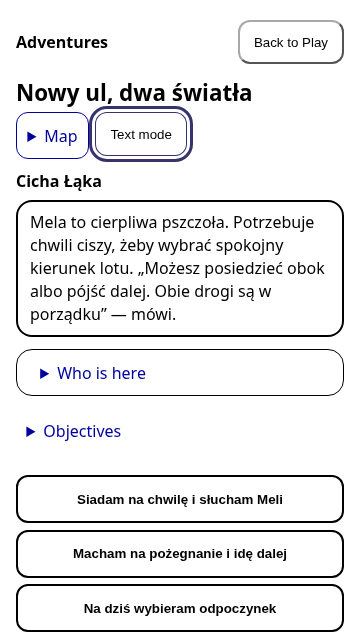 Adventures
Back to Play
Nowy ul, dwa światła
Map
Text mode
Cicha Łąka
Mela to cierpliwa pszczoła. Potrzebuje
chwili ciszy, żeby wybrać spokojny
kierunek lotu. „Możesz posiedzieć obok
albo pójść dalej. Obie drogi są w
porządku” — mówi.
Who is here
Objectives
Siadam na chwilę i słucham Meli
Macham na pożegnanie i idę dalej
Na dziś wybieram odpoczynek